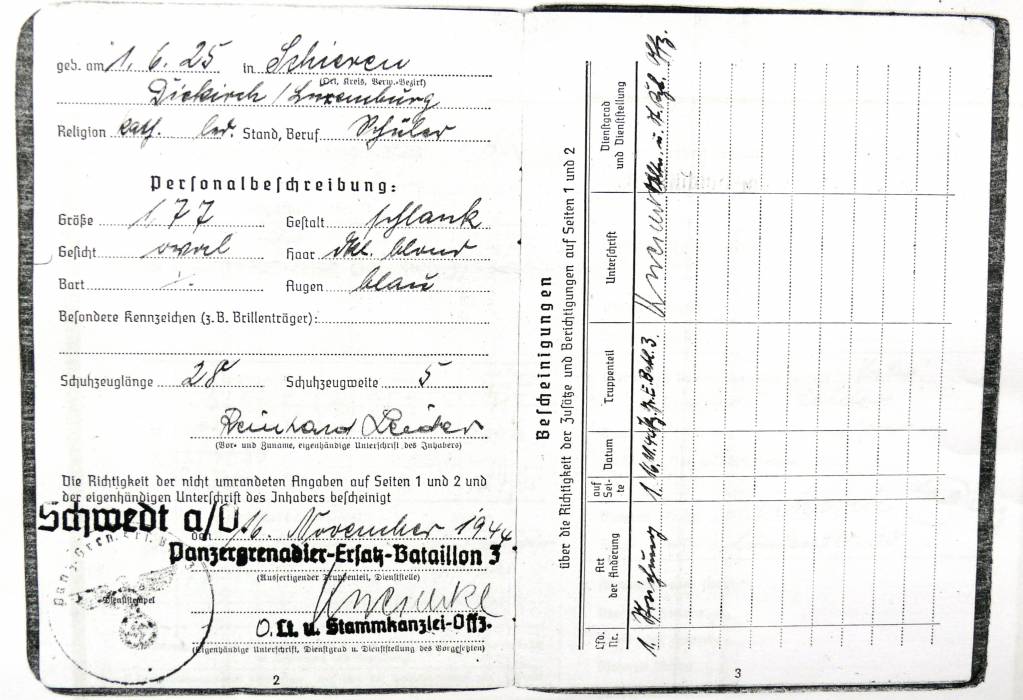 geb. am 1. 6. 25 in Schieren
(Ort, Kreis, Verw.-Bezirk)
Diekirch / Luxemburg
Religion kath. led. Stand, Beruf Schüler
Personalbeschreibung:
Größe 1,77 Gestalt schlank
Gesicht oval Haar dkl. blond
Bart ./. Augen blau
Besondere Kennzeichen (z.B. Brillenträger):
Schuhzeuglänge 28 Schuhzeugweite 5
(Vor- und Zuname, eigenhändige Unterschrift des Inhabers)
Die Richtigkeit der nicht umrandeten Angaben auf Seiten 1 und 2 und
der eigenhändigen Unterschrift des Inhabers bescheinigt
Schwedt a/O. den 16. November 1944
Panzergrenadier-Ersatz-Bataillon 3
(Ausfertigender Truppenteil, Dienststelle)
Dienststempel
O.Lt. u. Stammkanzlei-Offz.
(Eigenhändige Unterschrift, Dienstgrad u. Dienststellung des Vorgesetzten)
2
Bescheinigungen
über die Richtigkeit der Zusätze und Berichtigungen auf Seiten 1 und 2
Lfd. Nr.
Art der Änderung
auf Seite
Datum
Truppenteil
Unterschrift
Dienstgrad und Dienststellung
1. Streichung 1
3